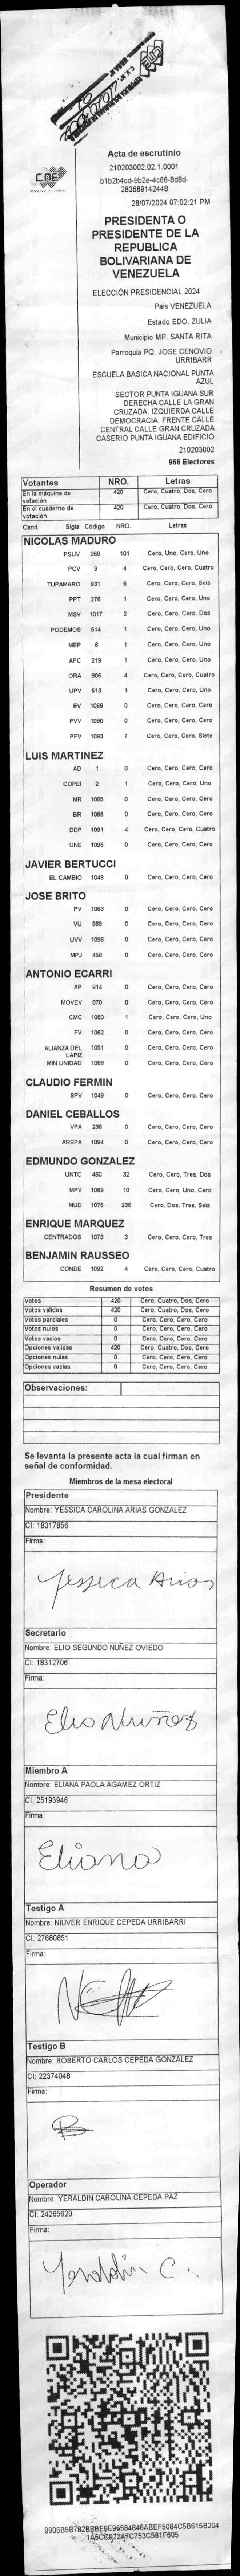 CNE
Acta de escrutinio
210203002.02.1.0001
b1b2b4cd-9b2e-4c66-8d8d-
283689142448
28/07/2024 07:02:21 PM
PRESIDENTA O
PRESIDENTE DE LA
REPUBLICA
BOLIVARIANA DE
VENEZUELA
ELECCIÓN PRESIDENCIAL 2024
Pais VENEZUELA
Estado EDO. ZULIA
Municipio MP. SANTA RITA
Parroquia PQ. JOSE CENOVIO
URRIBARR
ESCUELA BASICA NACIONAL PUNTA
AZUL
SECTOR PUNTA IGUANA SUR
DERECHA CALLE LA GRAN
CRUZADA. IZQUIERDA CALLE
DEMOCRACIA. FRENTE CALLE
CENTRAL CALLE GRAN CRUZADA
CASERIO PUNTA IGUANA EDIFICIO
210203002
966 Electores
Votantes NRO. Letras
En la máquina de votación 420 Cero, Cuatro, Dos, Cero
En el cuaderno de votación 420 Cero, Cuatro, Dos, Cero
Cand. Sigla Código NRO. Letras
NICOLAS MADURO
PSUV 269 101 Cero, Uno, Cero, Uno
PCV 9 4 Cero, Cero, Cero, Cuatro
TUPAMARO 931 6 Cero, Cero, Cero, Seis
PPT 276 1 Cero, Cero, Cero, Uno
MSV 1017 2 Cero, Cero, Cero, Dos
PODEMOS 514 1 Cero, Cero, Cero, Uno
MEP 6 1 Cero, Cero, Cero, Uno
APC 219 1 Cero, Cero, Cero, Uno
ORA 906 4 Cero, Cero, Cero, Cuatro
UPV 513 1 Cero, Cero, Cero, Uno
EV 1089 0 Cero, Cero, Cero, Cero
PVV 1090 0 Cero, Cero, Cero, Cero
PFV 1093 7 Cero, Cero, Cero, Siete
LUIS MARTINEZ
AD 1 0 Cero, Cero, Cero, Cero
COPEI 2 1 Cero, Cero, Cero, Uno
MR 1065 0 Cero, Cero, Cero, Cero
BR 1066 0 Cero, Cero, Cero, Cero
DDP 1091 4 Cero, Cero, Cero, Cuatro
UNE 1095 0 Cero, Cero, Cero, Cero
JAVIER BERTUCCI
EL CAMBIO 1048 0 Cero, Cero, Cero, Cero
JOSE BRITO
PV 1053 0 Cero, Cero, Cero, Cero
VU 868 0 Cero, Cero, Cero, Cero
UVV 1096 0 Cero, Cero, Cero, Cero
MPJ 458 0 Cero, Cero, Cero, Cero
ANTONIO ECARRI
AP 914 0 Cero, Cero, Cero, Cero
MOVEV 878 0 Cero, Cero, Cero, Cero
CMC 1050 1 Cero, Cero, Cero, Uno
FV 1062 0 Cero, Cero, Cero, Cero
ALIANZA DEL LAPIZ 1051 0 Cero, Cero, Cero, Cero
MIN UNIDAD 1068 0 Cero, Cero, Cero, Cero
CLAUDIO FERMIN
SPV 1049 0 Cero, Cero, Cero, Cero
DANIEL CEBALLOS
VPA 236 0 Cero, Cero, Cero, Cero
AREPA 1094 0 Cero, Cero, Cero, Cero
EDMUNDO GONZALEZ
UNTC 460 32 Cero, Cero, Tres, Dos
MPV 1069 10 Cero, Cero, Uno, Cero
MUD 1075 236 Cero, Dos, Tres, Seis
ENRIQUE MARQUEZ
CENTRADOS 1073 3 Cero, Cero, Cero, Tres
BENJAMIN RAUSSEO
CONDE 1092 4 Cero, Cero, Cero, Cuatro
Resumen de votos
Votos 420 Cero, Cuatro, Dos, Cero
Votos validos 420 Cero, Cuatro, Dos, Cero
Votos parciales 0 Cero, Cero, Cero, Cero
Votos nulos 0 Cero, Cero, Cero, Cero
Votos vacios 0 Cero, Cero, Cero, Cero
Opciones validas 420 Cero, Cuatro, Dos, Cero
Opciones nulas 0 Cero, Cero, Cero, Cero
Opciones vacias 0 Cero, Cero, Cero, Cero
Observaciones:
Se levanta la presente acta la cual firman en
señal de conformidad.
Miembros de la mesa electoral
Presidente
Nombre: YESSICA CAROLINA ARIAS GONZALEZ
CI: 18317856
Firma:
Yessica Arias
Secretario
Nombre: ELIO SEGUNDO NUÑEZ OVIEDO
CI: 18312706
Firma:
Elio Nuñez
Miembro A
Nombre: ELIANA PAOLA AGAMEZ ORTIZ
CI: 25193946
Firma:
Eliana
Testigo A
Nombre: NIUVER ENRIQUE CEPEDA URRIBARRI
CI: 27680851
Firma:
Testigo B
Nombre: ROBERTO CARLOS CEPEDA GONZALEZ
CI: 22374048
Firma:
Operador
Nombre: YERALDIN CAROLINA CEPEDA PAZ
CI: 24265620
Firma:
Yeraldin C.